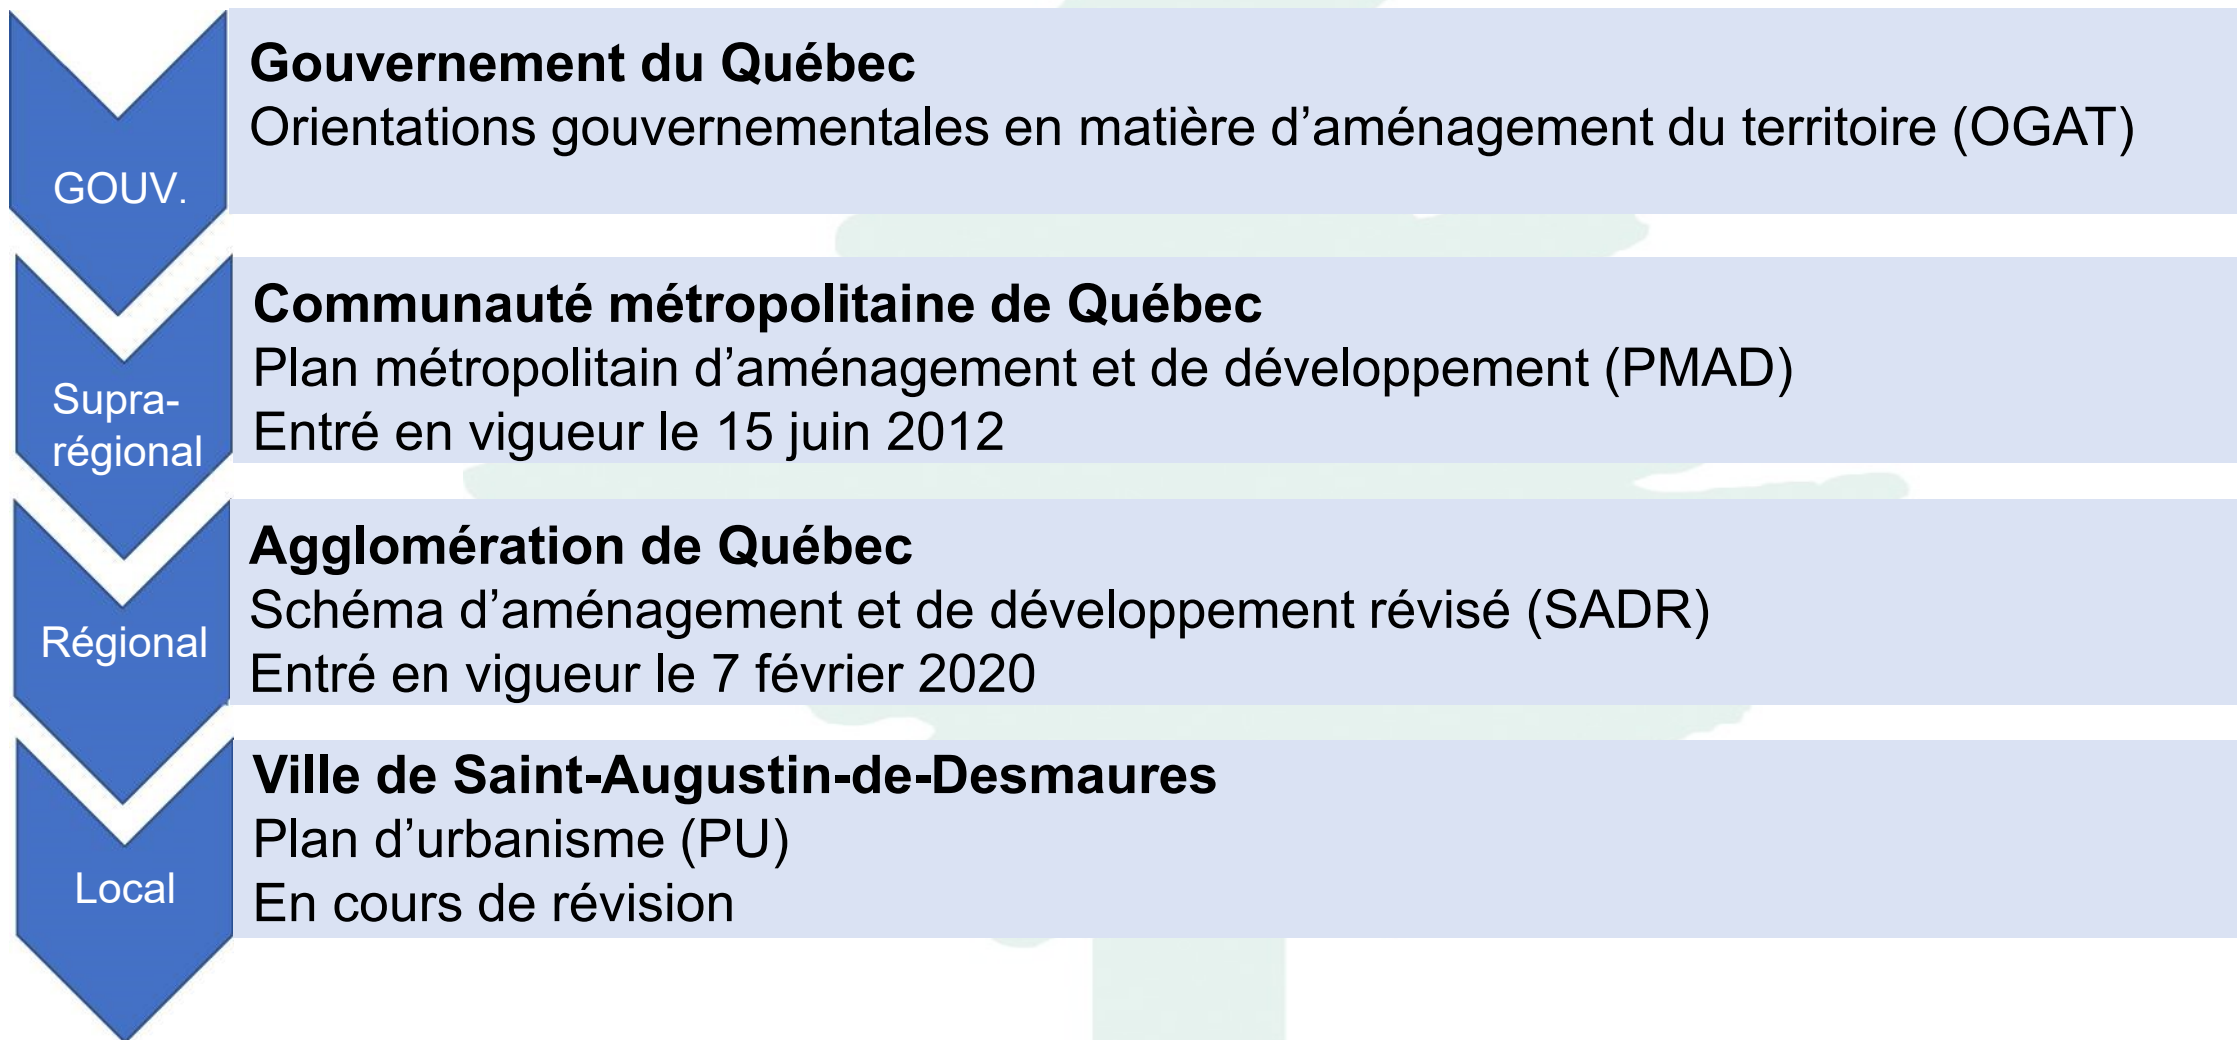 Gouvernement du Québec
Orientations gouvernementales en matière d’aménagement du territoire (OGAT)
GOUV.
Communauté métropolitaine de Québec
Plan métropolitain d’aménagement et de développement (PMAD)
Entré en vigueur le 15 juin 2012
Supra-
régional
Agglomération de Québec
Schéma d’aménagement et de développement révisé (SADR)
Entré en vigueur le 7 février 2020
Régional
Ville de Saint-Augustin-de-Desmaures
Plan d’urbanisme (PU)
En cours de révision
Local